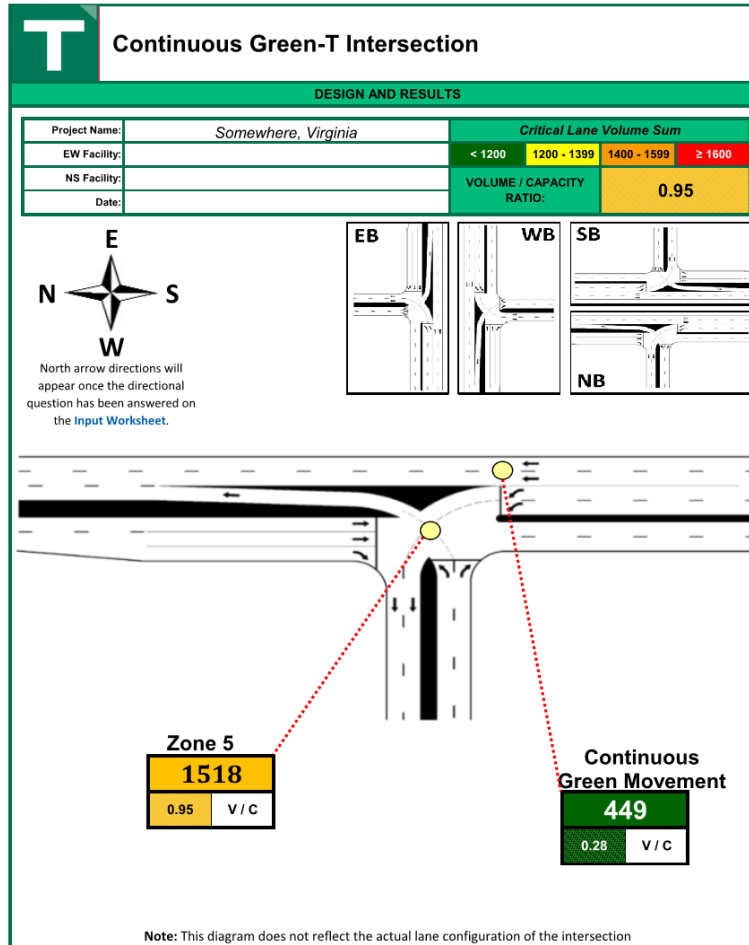 T
Continuous Green-T Intersection
DESIGN AND RESULTS
Project Name:
Somewhere, Virginia
Critical Lane Volume Sum
EW Facility:
< 1200
1200 - 1399
1400 - 1599
≥ 1600
NS Facility:
VOLUME / CAPACITY
RATIO:
0.95
Date:
E
N
S
W
North arrow directions will
appear once the directional
question has been answered on
the Input Worksheet.
EB
WB
SB
NB
Zone 5
1518
0.95
V / C
Continuous
Green Movement
449
0.28
V / C
Note: This diagram does not reflect the actual lane configuration of the intersection